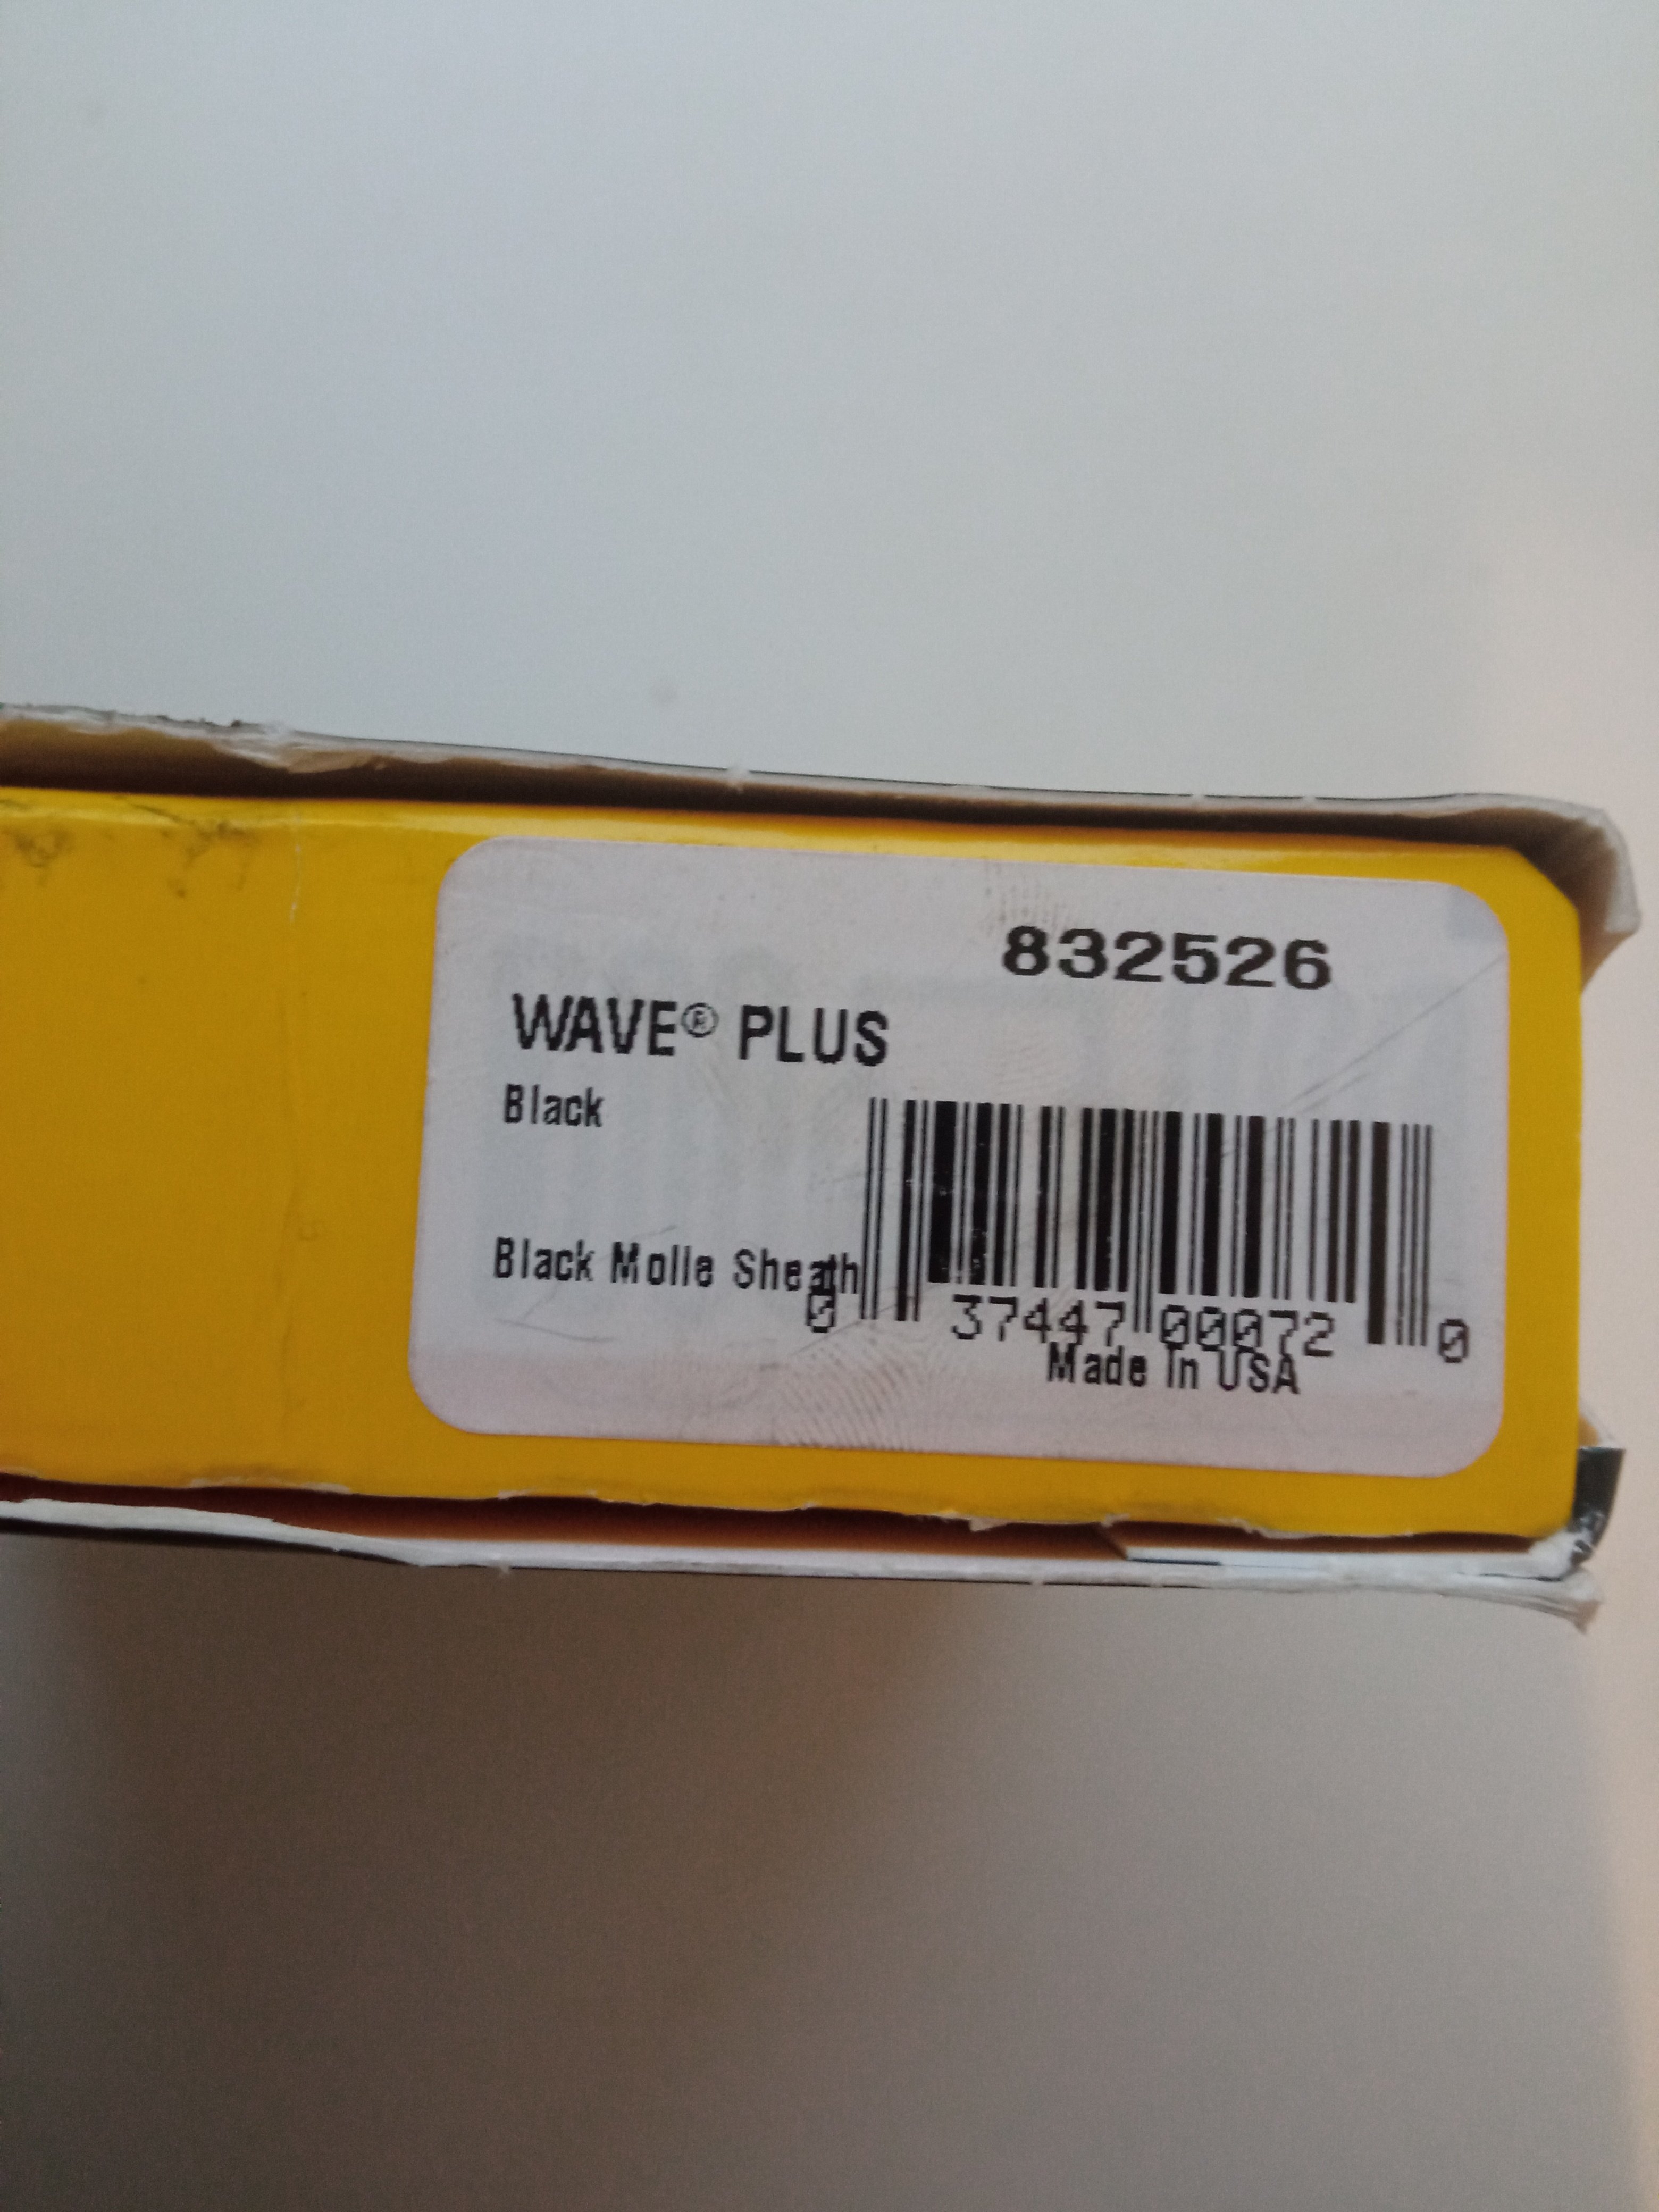 832526
WAVE® PLUS
Black
Black Molle Sheath
0 37447 00072 0
Made In USA